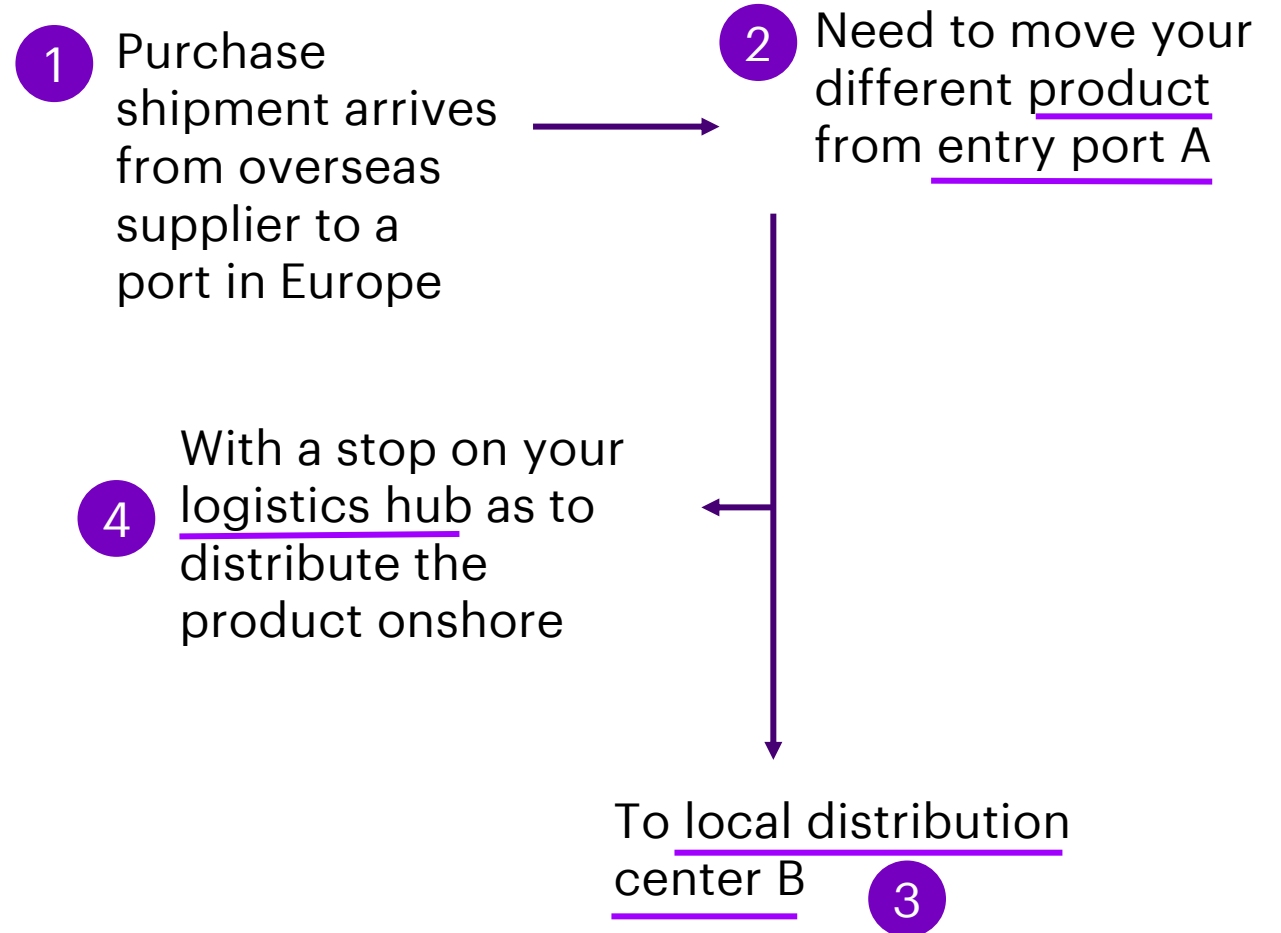 1
Purchase
shipment arrives
from overseas
supplier to a
port in Europe
2
Need to move your
different product
from entry port A
4
With a stop on your
logistics hub as to
distribute the
product onshore
To local distribution
center B
3